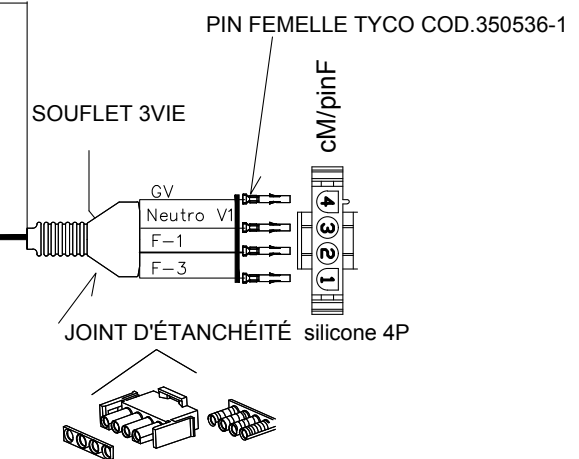 PIN FEMELLE TYCO COD.350536-1
cM/pinF
SOUFLET 3VIE
GV
Neutro V1
F-1
F-3
4
3
2
1
JOINT D'ÉTANCHÉITÉ silicone 4P